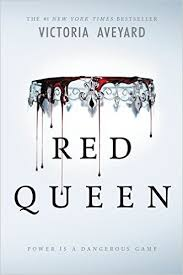 THE #1 NEW YORK TIMES BESTSELLER
VICTORIA AVEYARD
RED
QUEEN
POWER IS A DANGEROUS GAME